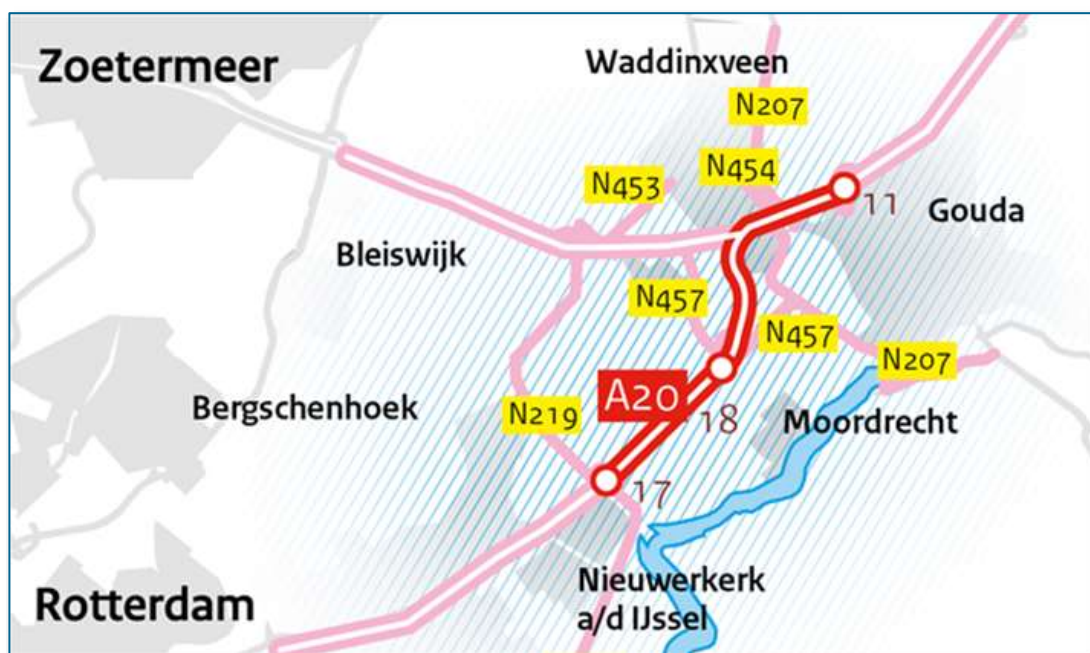 Zoetermeer
Waddinxveen
N207
N454
N453
11
Gouda
Bleiswijk
N457
N457
N207
A20
Bergschenhoek
N219
18
Moordrecht
17
Nieuwerkerk
a/d IJssel
Rotterdam